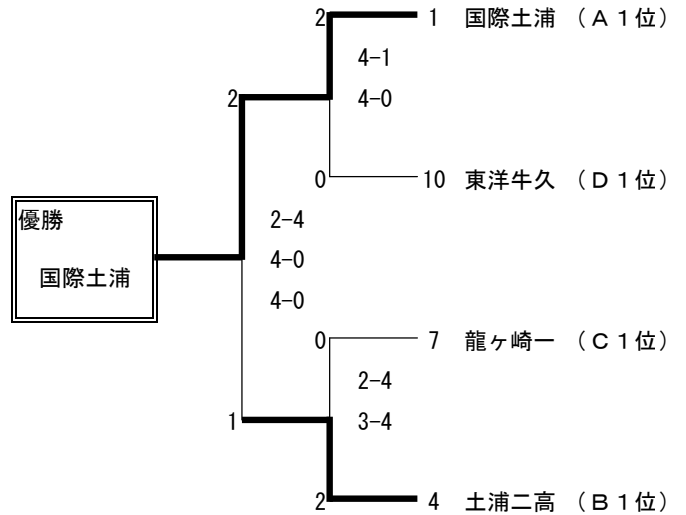 2 1 国際土浦 （Ａ１位）
4-1
2 4-0
0 10 東洋牛久 （Ｄ１位）
優勝 2-4
国際土浦 4-0
4-0
0 7 龍ヶ崎一 （Ｃ１位）
2-4
1 3-4
2 4 土浦二高 （Ｂ１位）